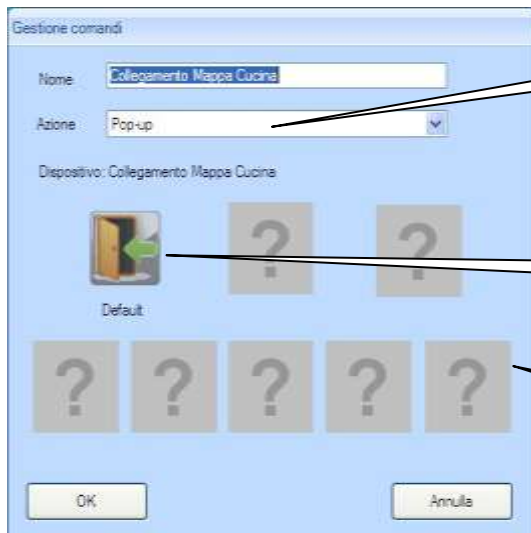 Gestione comandi
Nome Collegamento Mappa Cucina
Azione Pop-up
Dispositivo: Collegamento Mappa Cucina
? ?
Default
? ? ? ? ?
OK Annulla